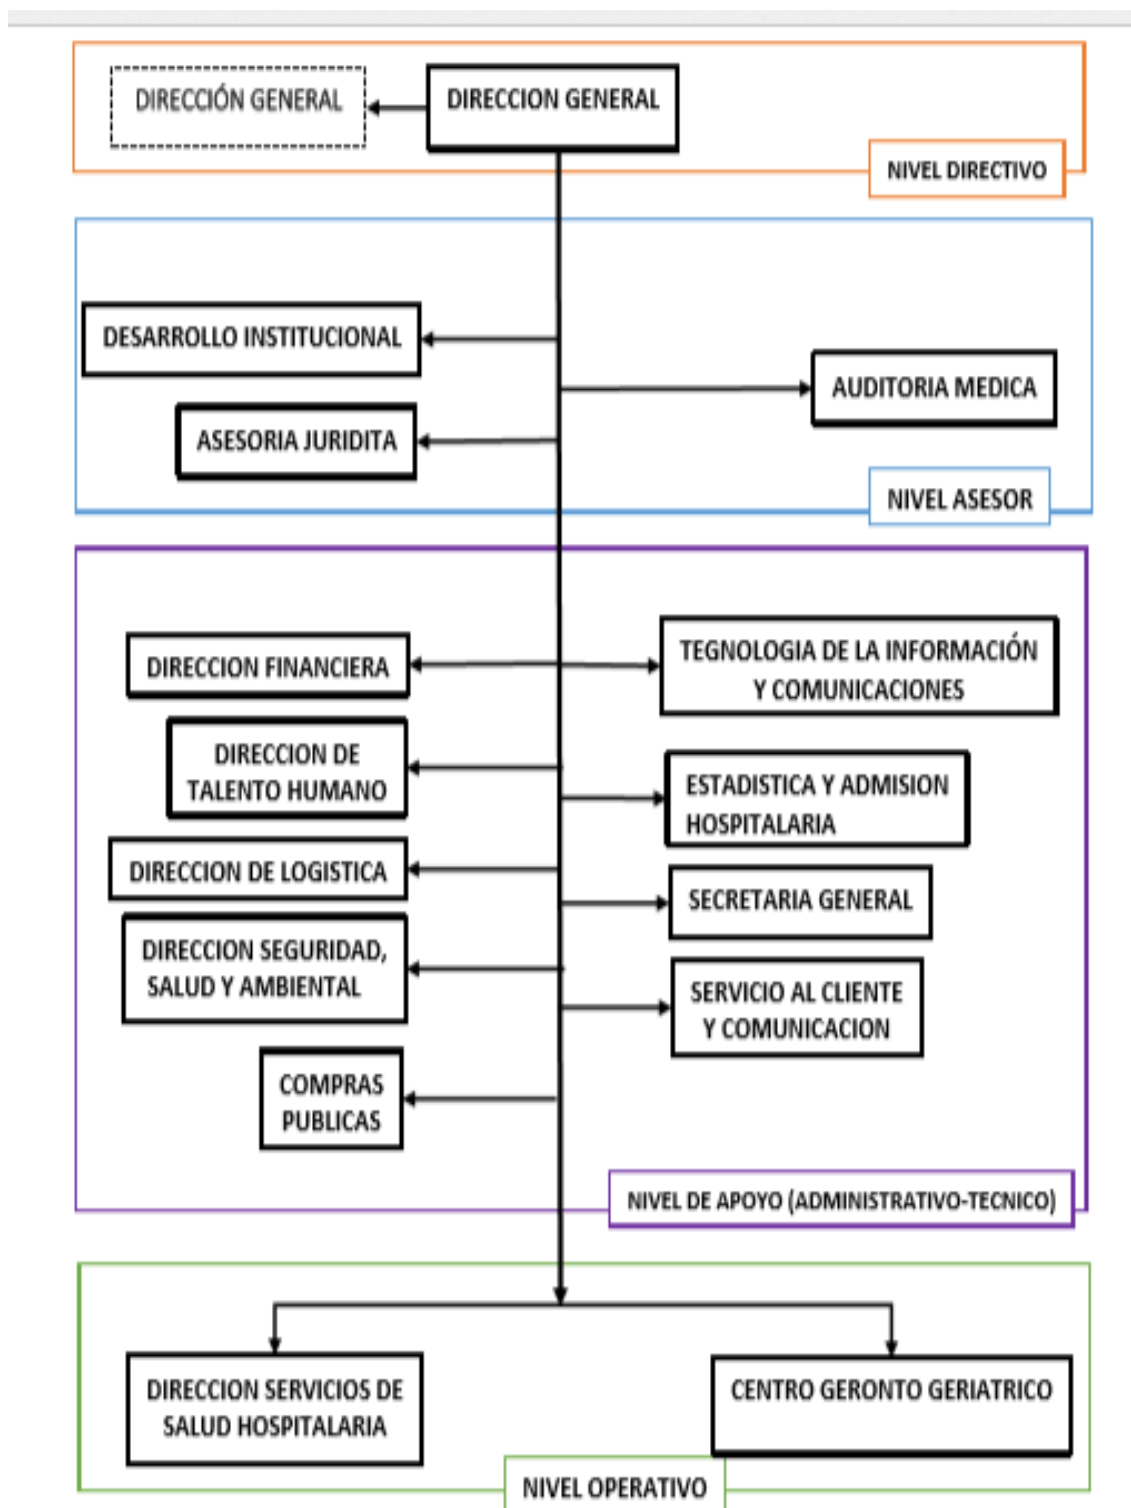 DIRECCIÓN GENERAL
DIRECCION GENERAL
NIVEL DIRECTIVO
DESARROLLO INSTITUCIONAL
AUDITORIA MEDICA
ASESORIA JURIDITA
NIVEL ASESOR
DIRECCION FINANCIERA
TEGNOLOGIA DE LA INFORMACIÓN
Y COMUNICACIONES
DIRECCION DE
TALENTO HUMANO
ESTADISTICA Y ADMISION
HOSPITALARIA
DIRECCION DE LOGISTICA
SECRETARIA GENERAL
DIRECCION SEGURIDAD,
SALUD Y AMBIENTAL
SERVICIO AL CLIENTE
Y COMUNICACION
COMPRAS
PUBLICAS
NIVEL DE APOYO (ADMINISTRATIVO-TECNICO)
DIRECCION SERVICIOS DE
SALUD HOSPITALARIA
CENTRO GERONTO GERIATRICO
NIVEL OPERATIVO